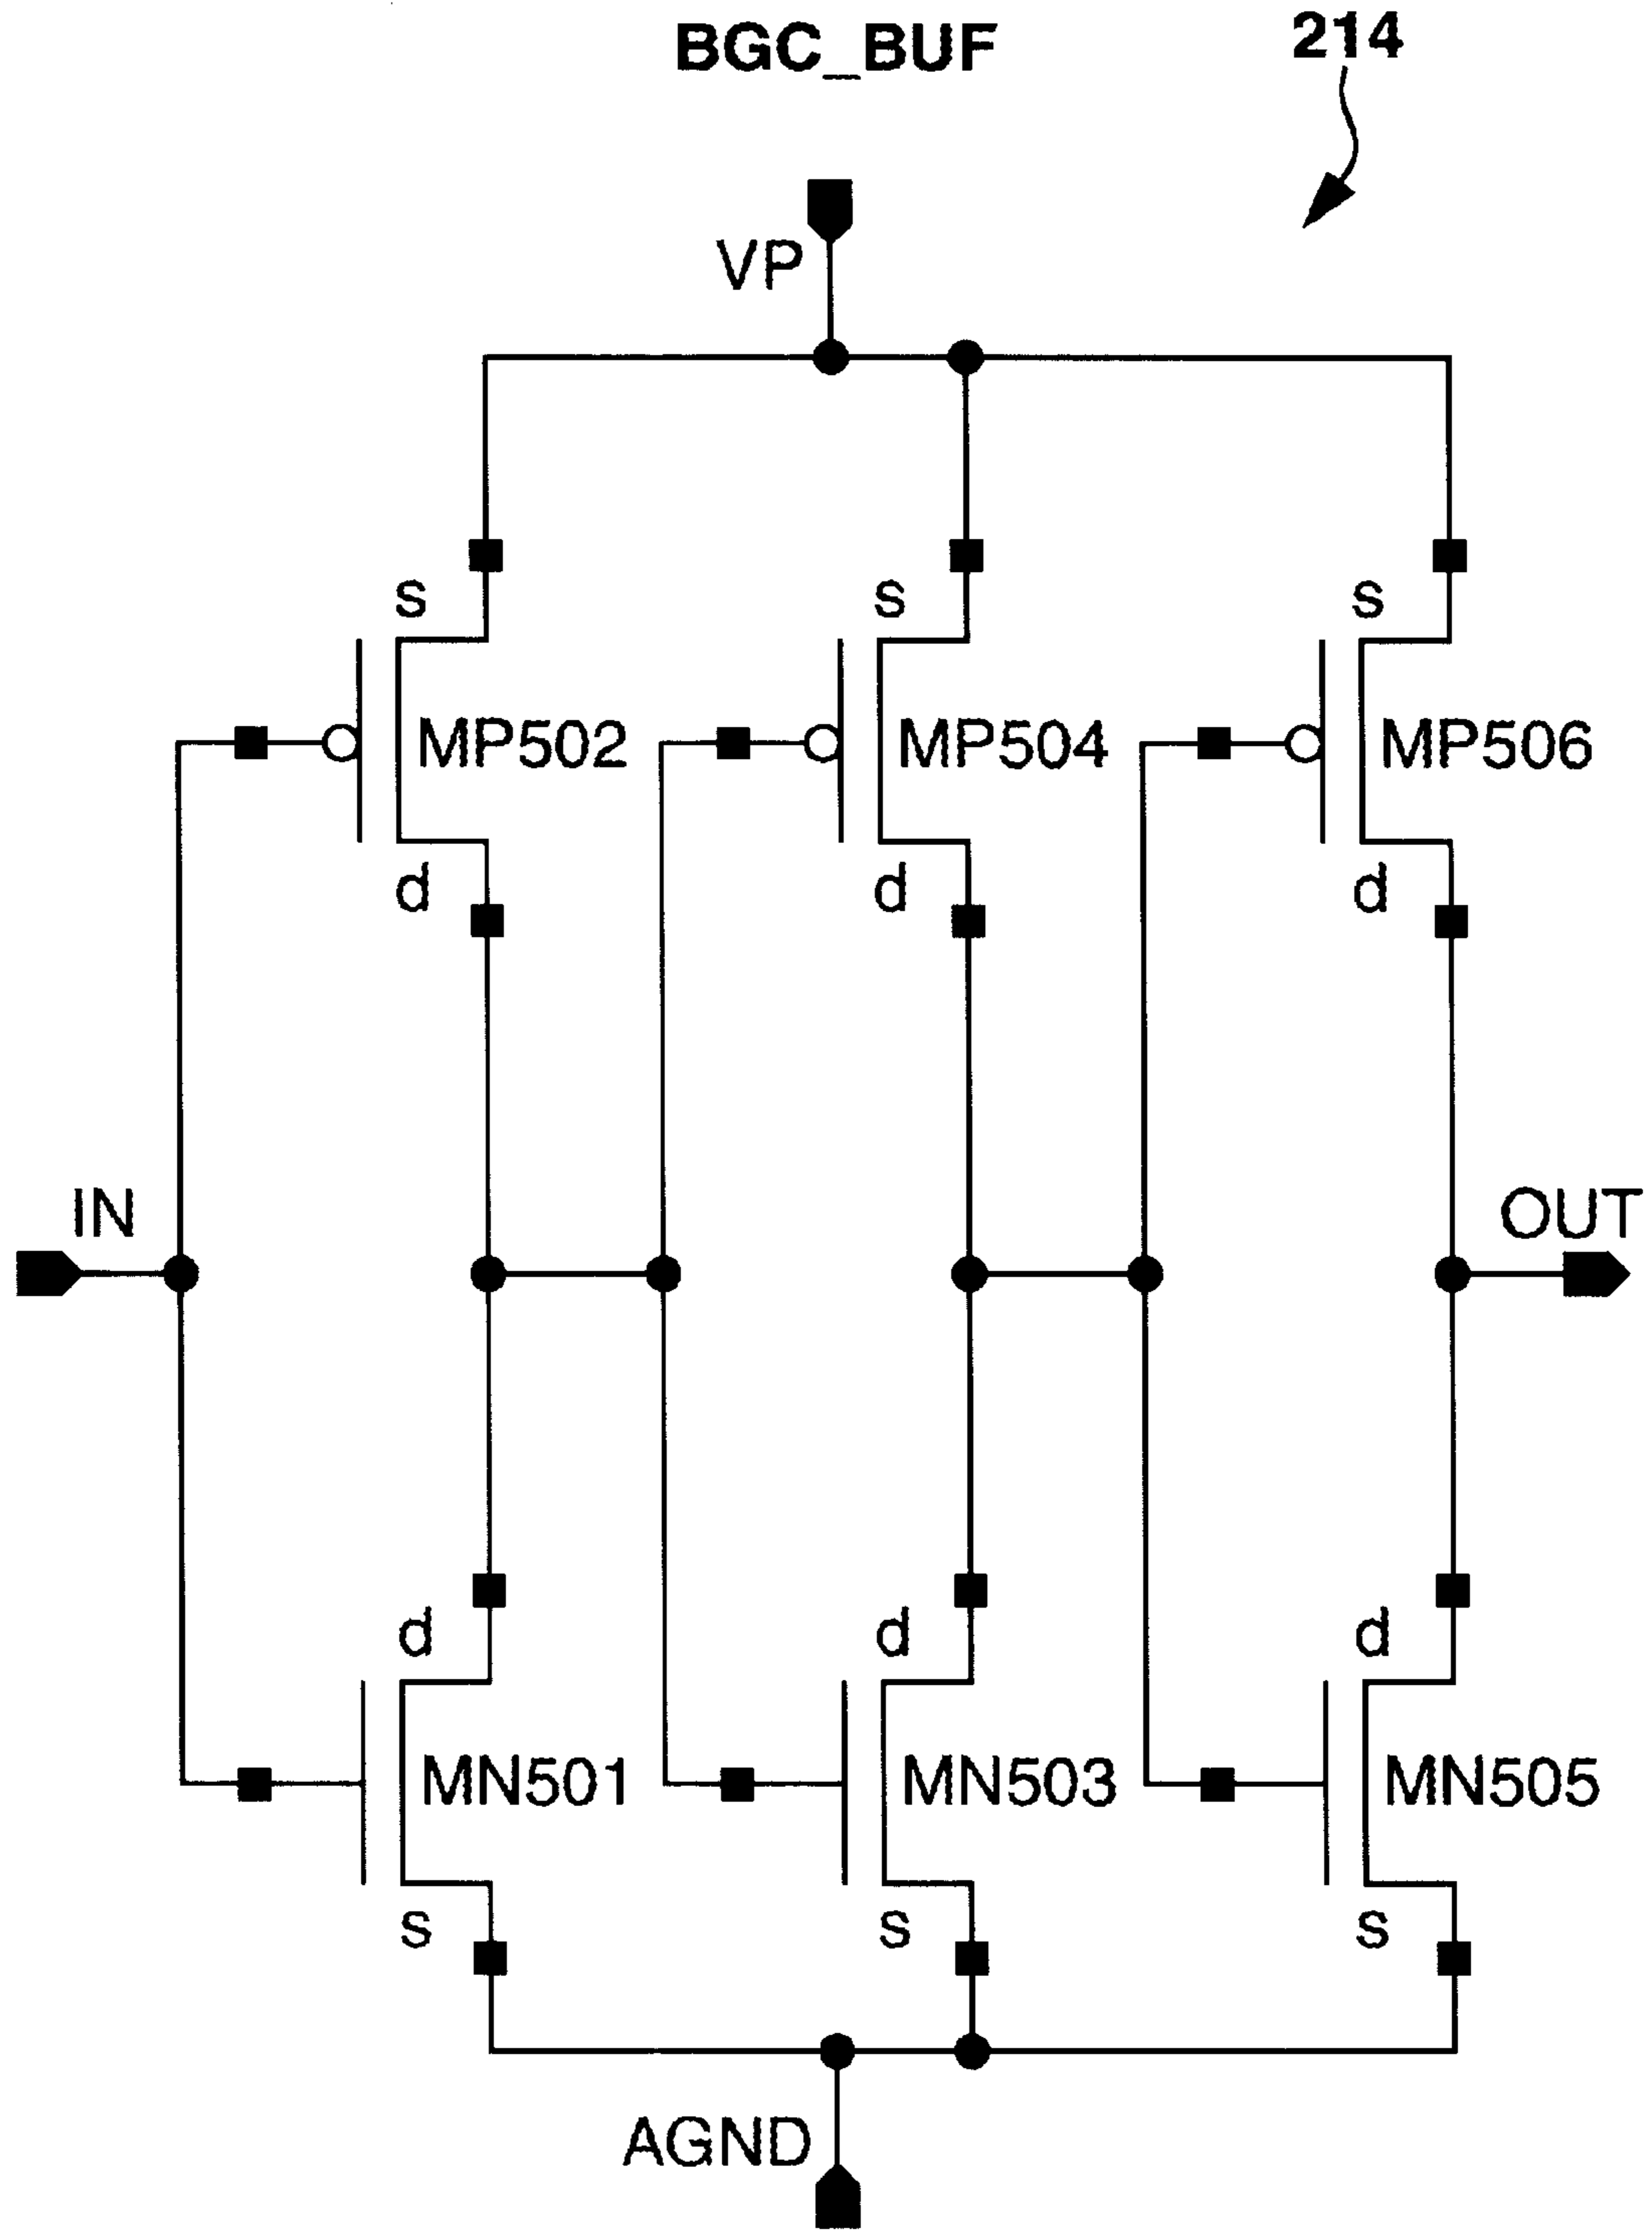 BGC_BUF
214
VP
s
s
s
MP502
MP504
MP506
d
d
d
IN
OUT
d
d
d
MN501
MN503
MN505
s
s
s
AGND